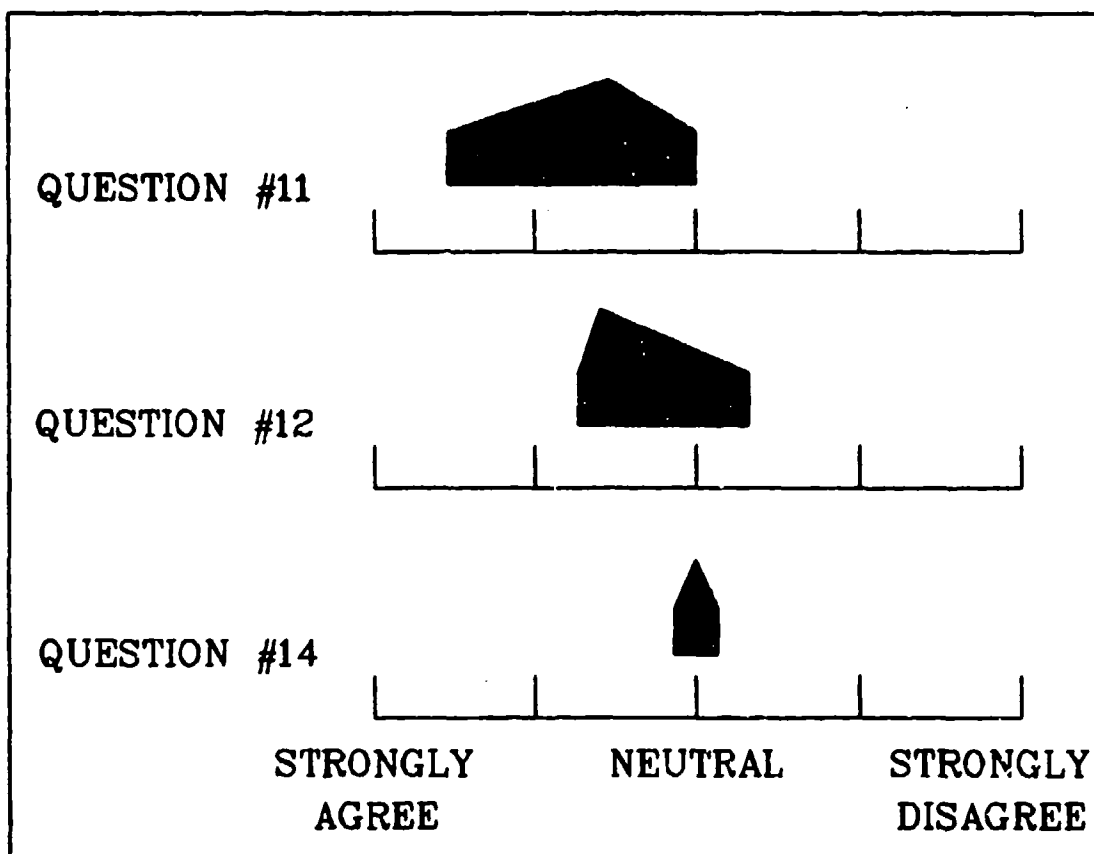 QUESTION #11
QUESTION #12
QUESTION #14
STRONGLY AGREE
NEUTRAL
STRONGLY DISAGREE